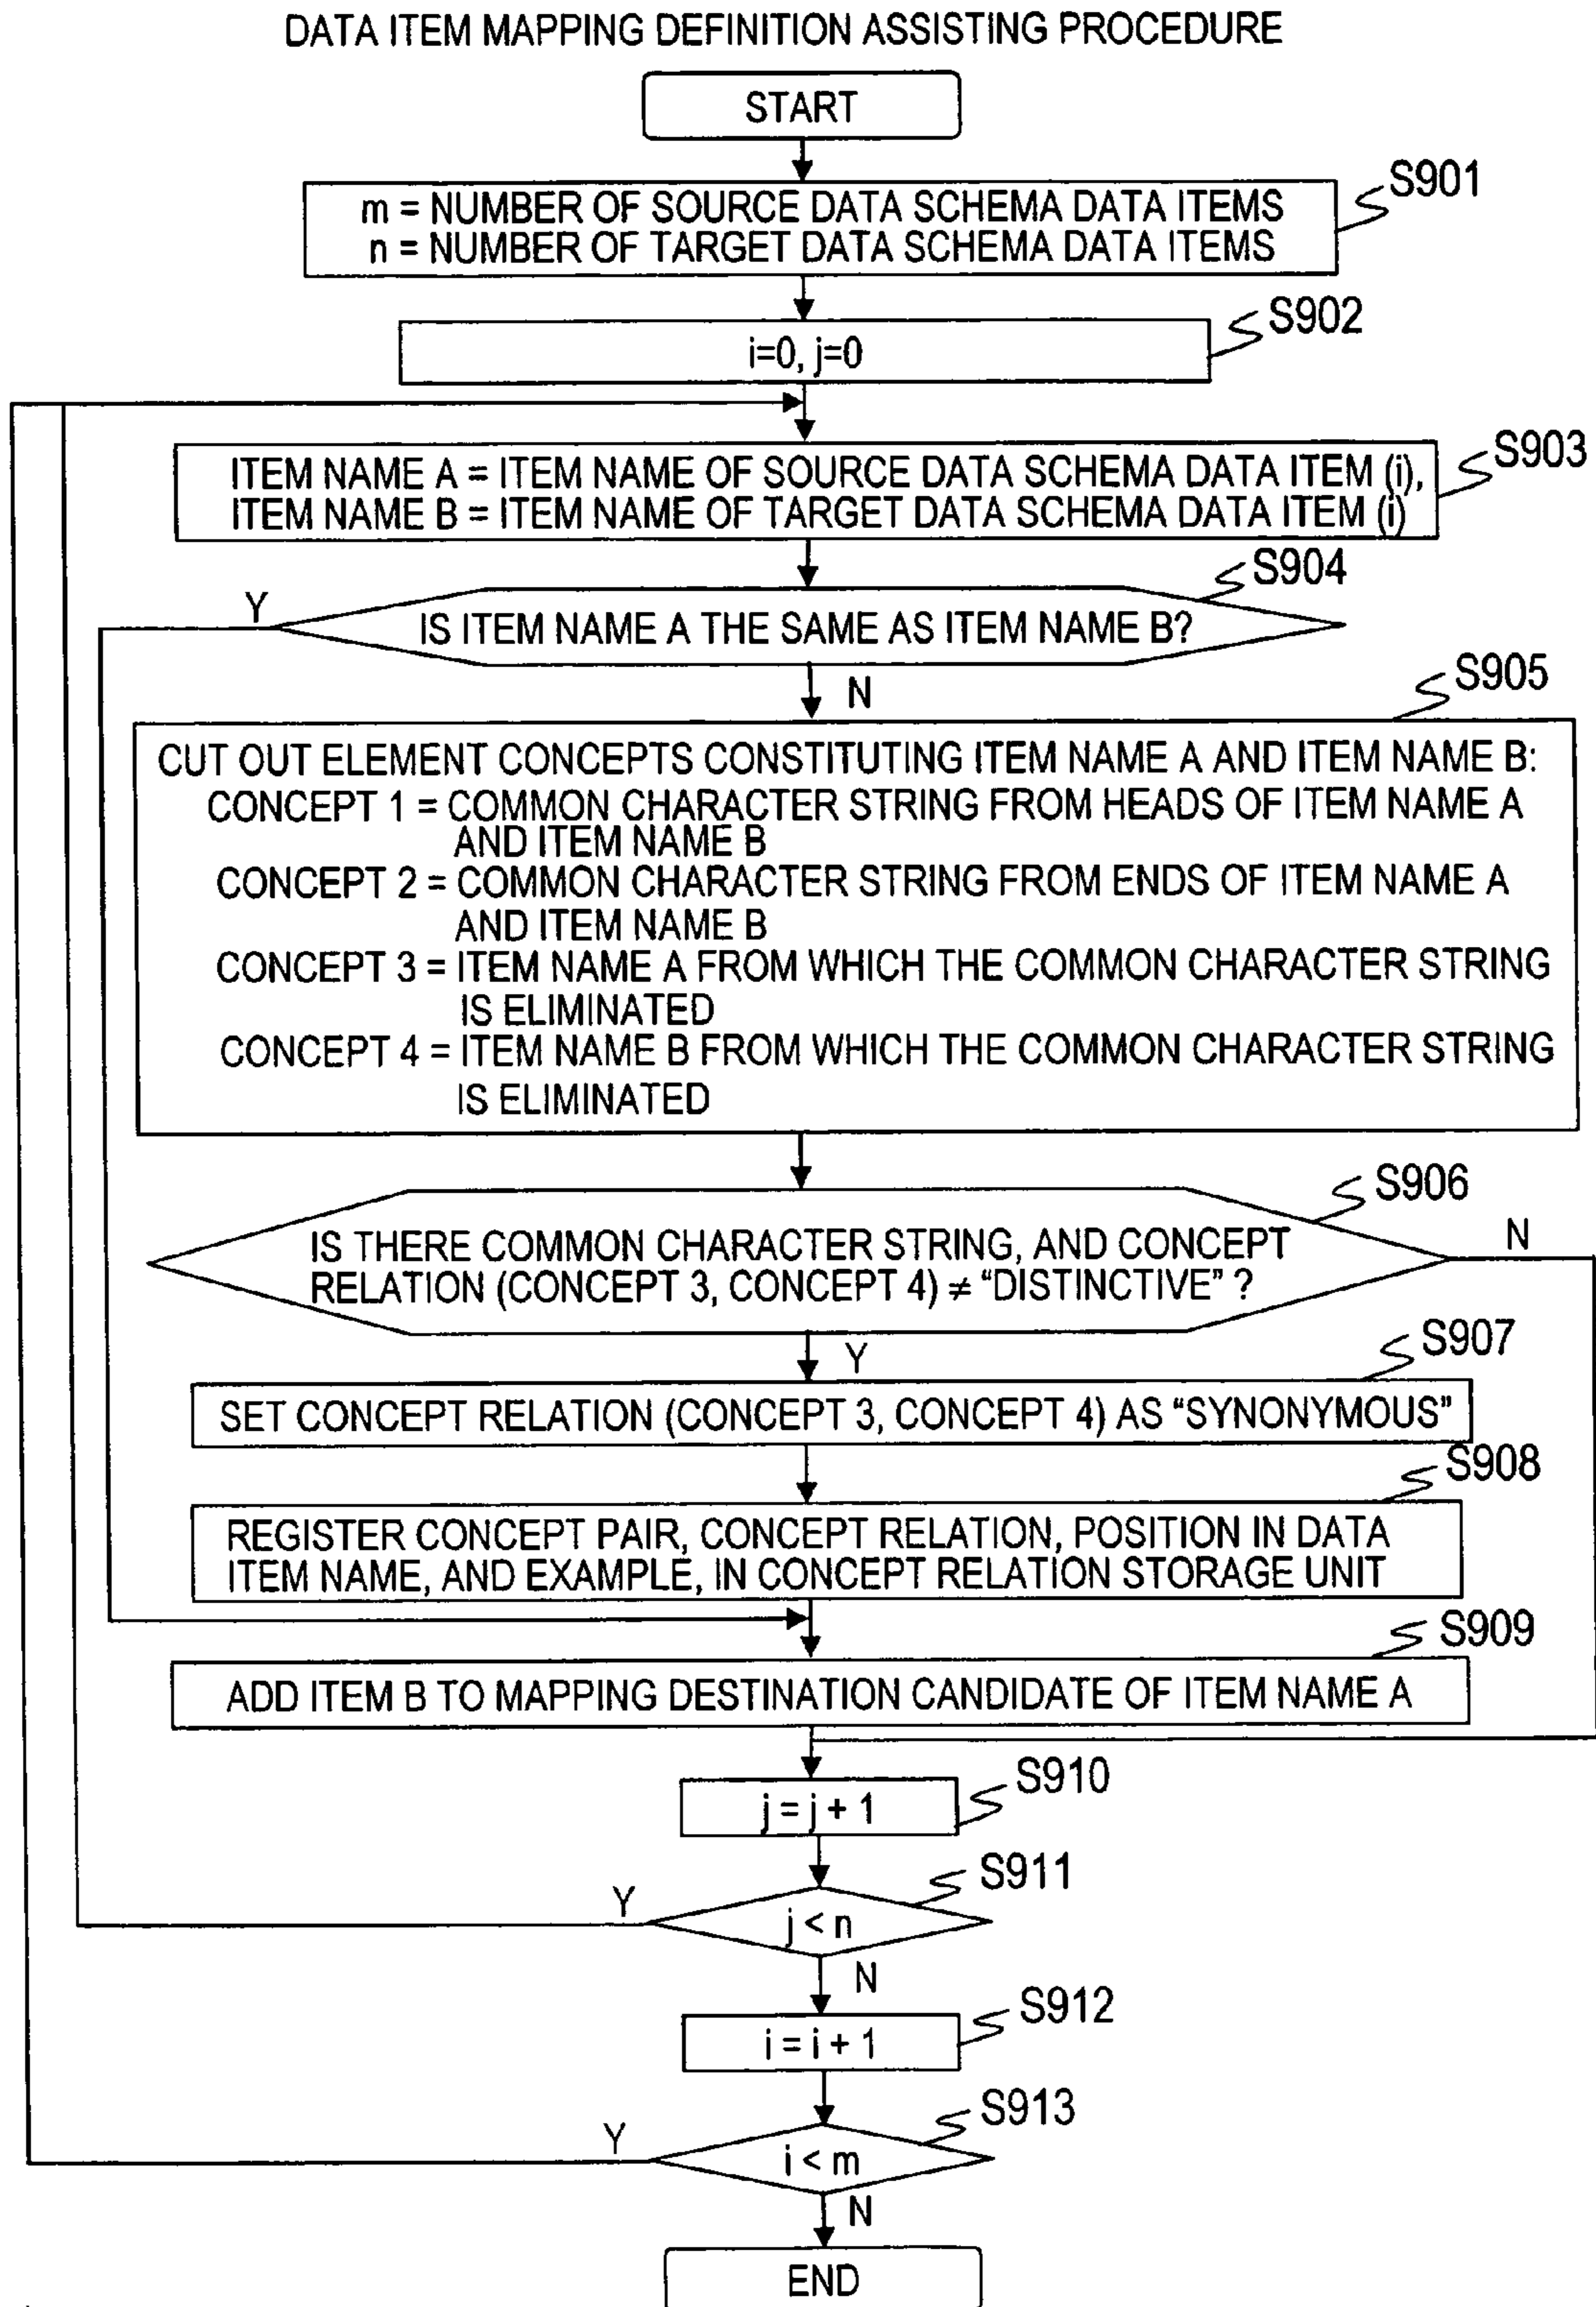 DATA ITEM MAPPING DEFINITION ASSISTING PROCEDURE
START
S901
m = NUMBER OF SOURCE DATA SCHEMA DATA ITEMS
n = NUMBER OF TARGET DATA SCHEMA DATA ITEMS
S902
i=0, j=0
S903
ITEM NAME A = ITEM NAME OF SOURCE DATA SCHEMA DATA ITEM (i),
ITEM NAME B = ITEM NAME OF TARGET DATA SCHEMA DATA ITEM (i)
S904
Y
IS ITEM NAME A THE SAME AS ITEM NAME B?
N
S905
CUT OUT ELEMENT CONCEPTS CONSTITUTING ITEM NAME A AND ITEM NAME B:
CONCEPT 1 = COMMON CHARACTER STRING FROM HEADS OF ITEM NAME A
AND ITEM NAME B
CONCEPT 2 = COMMON CHARACTER STRING FROM ENDS OF ITEM NAME A
AND ITEM NAME B
CONCEPT 3 = ITEM NAME A FROM WHICH THE COMMON CHARACTER STRING
IS ELIMINATED
CONCEPT 4 = ITEM NAME B FROM WHICH THE COMMON CHARACTER STRING
IS ELIMINATED
S906
N
IS THERE COMMON CHARACTER STRING, AND CONCEPT
RELATION (CONCEPT 3, CONCEPT 4) ≠ “DISTINCTIVE” ?
Y
S907
SET CONCEPT RELATION (CONCEPT 3, CONCEPT 4) AS “SYNONYMOUS”
S908
REGISTER CONCEPT PAIR, CONCEPT RELATION, POSITION IN DATA
ITEM NAME, AND EXAMPLE, IN CONCEPT RELATION STORAGE UNIT
S909
ADD ITEM B TO MAPPING DESTINATION CANDIDATE OF ITEM NAME A
S910
j = j + 1
S911
Y
j < n
N
S912
i = i + 1
S913
Y
i < m
N
END